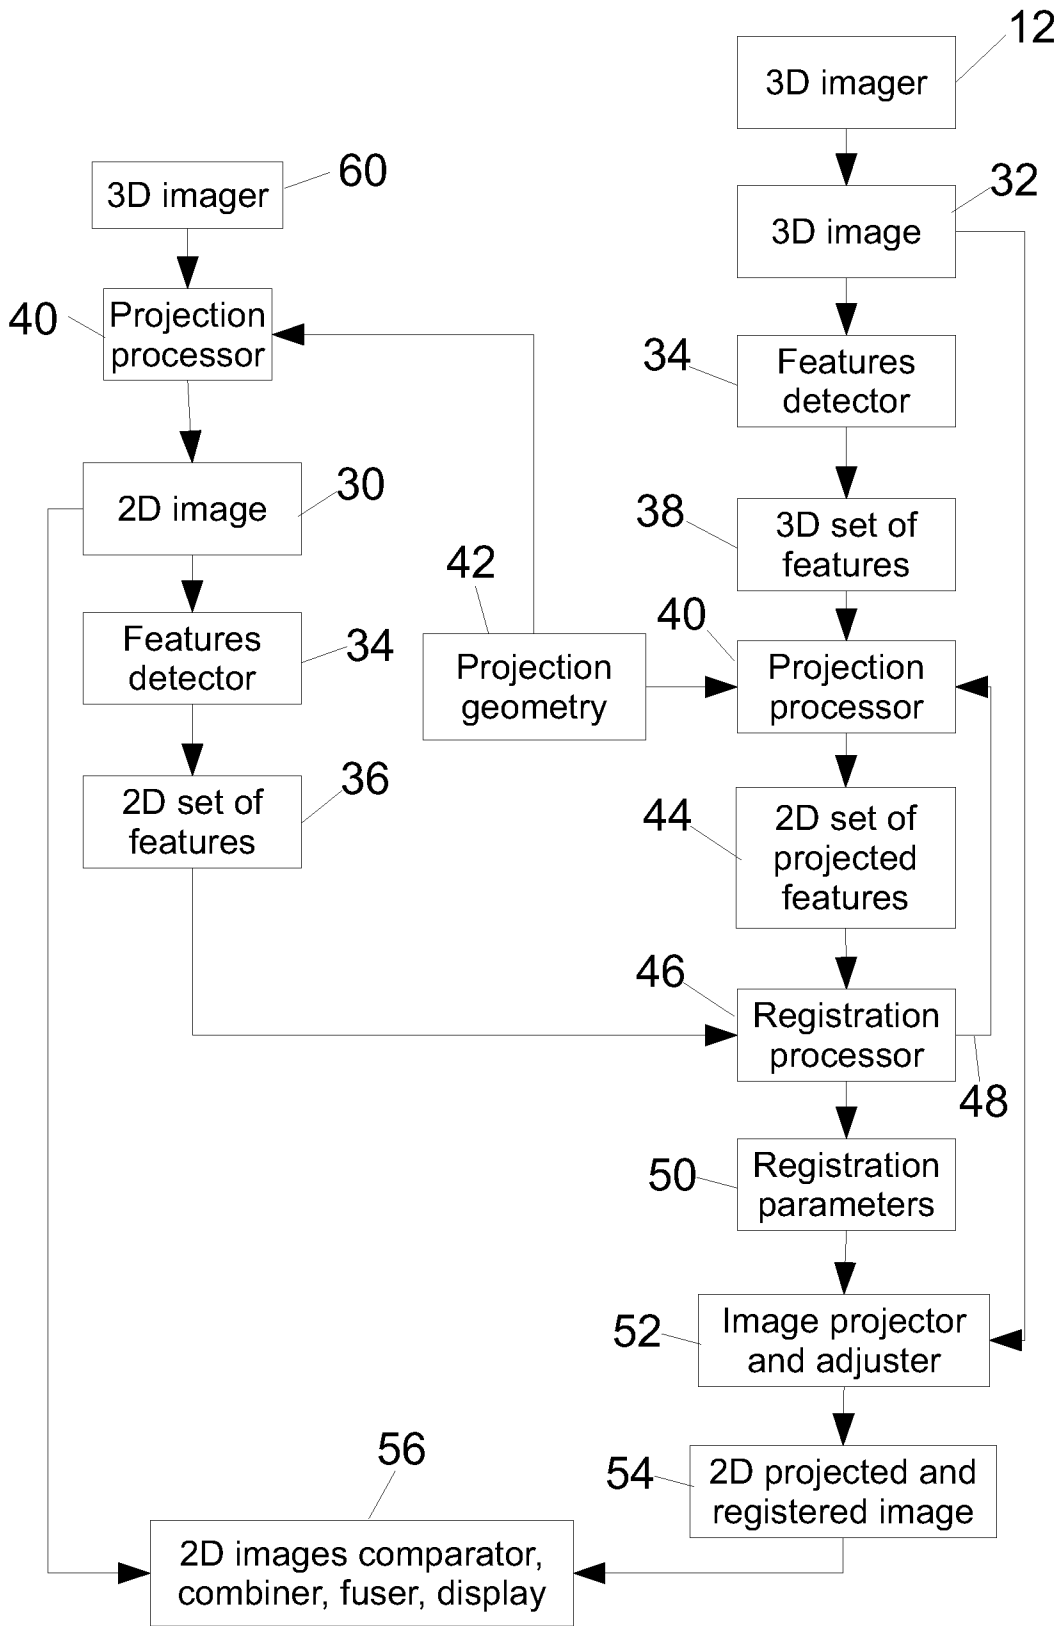 12
3D imager
60
3D imager
32
3D image
40
Projection
processor
34
Features
detector
30
2D image
38
3D set of
features
42
Projection
geometry
40
Projection
processor
34
Features
detector
36
2D set of
features
44
2D set of
projected
features
46
Registration
processor
48
50
Registration
parameters
52
Image projector
and adjuster
54
2D projected and
registered image
56
2D images comparator,
combiner, fuser, display